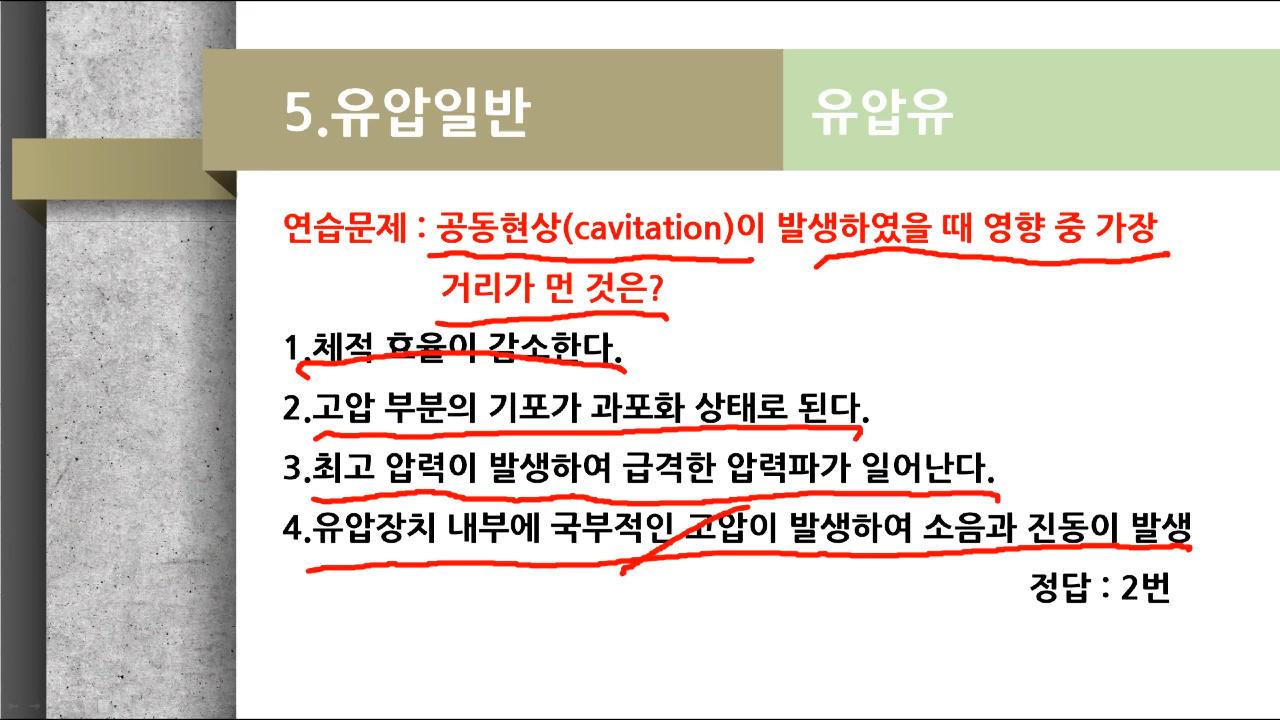 5.유압일반
유압유
연습문제 : 공동현상(cavitation)이 발생하였을 때 영향 중 가장
거리가 먼 것은?
1.체적 효율이 감소한다.
2.고압 부분의 기포가 과포화 상태로 된다.
3.최고 압력이 발생하여 급격한 압력파가 일어난다.
4.유압장치 내부에 국부적인 고압이 발생하여 소음과 진동이 발생
정답 : 2번